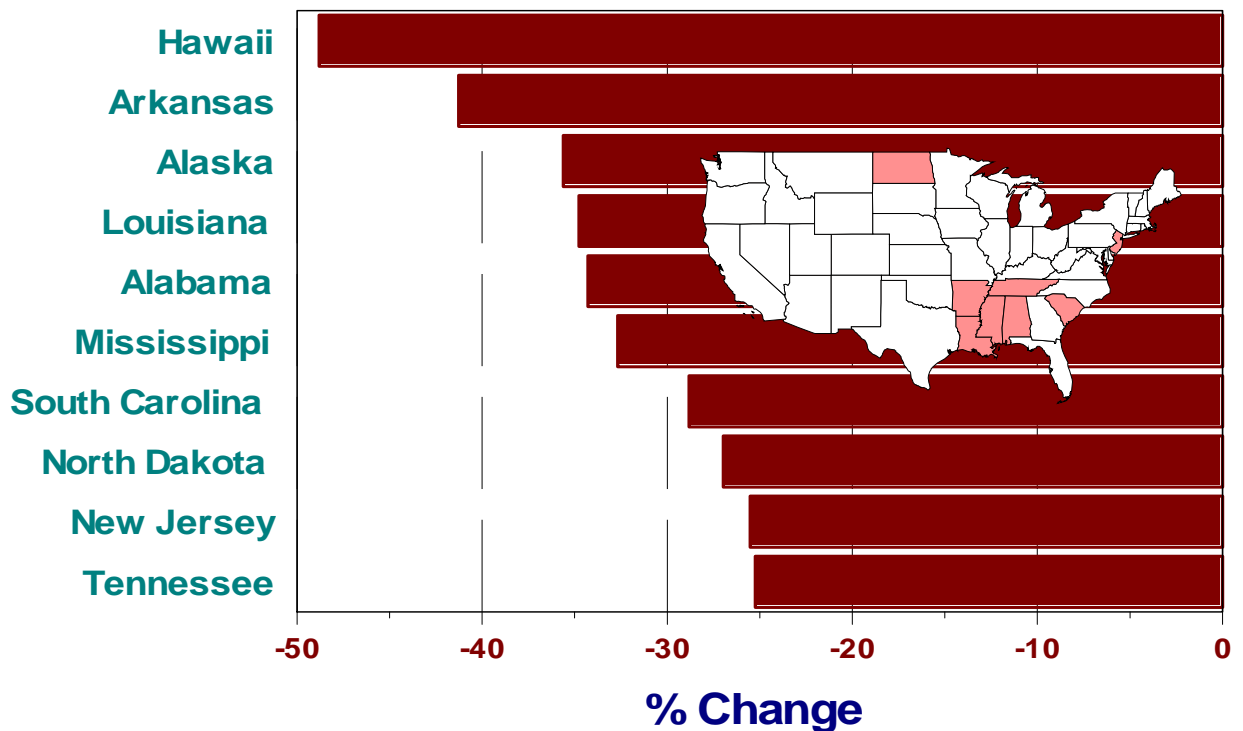 Hawaii
Arkansas
Alaska
Louisiana
Alabama
Mississippi
South Carolina
North Dakota
New Jersey
Tennessee
-50 -40 -30 -20 -10 0
% Change